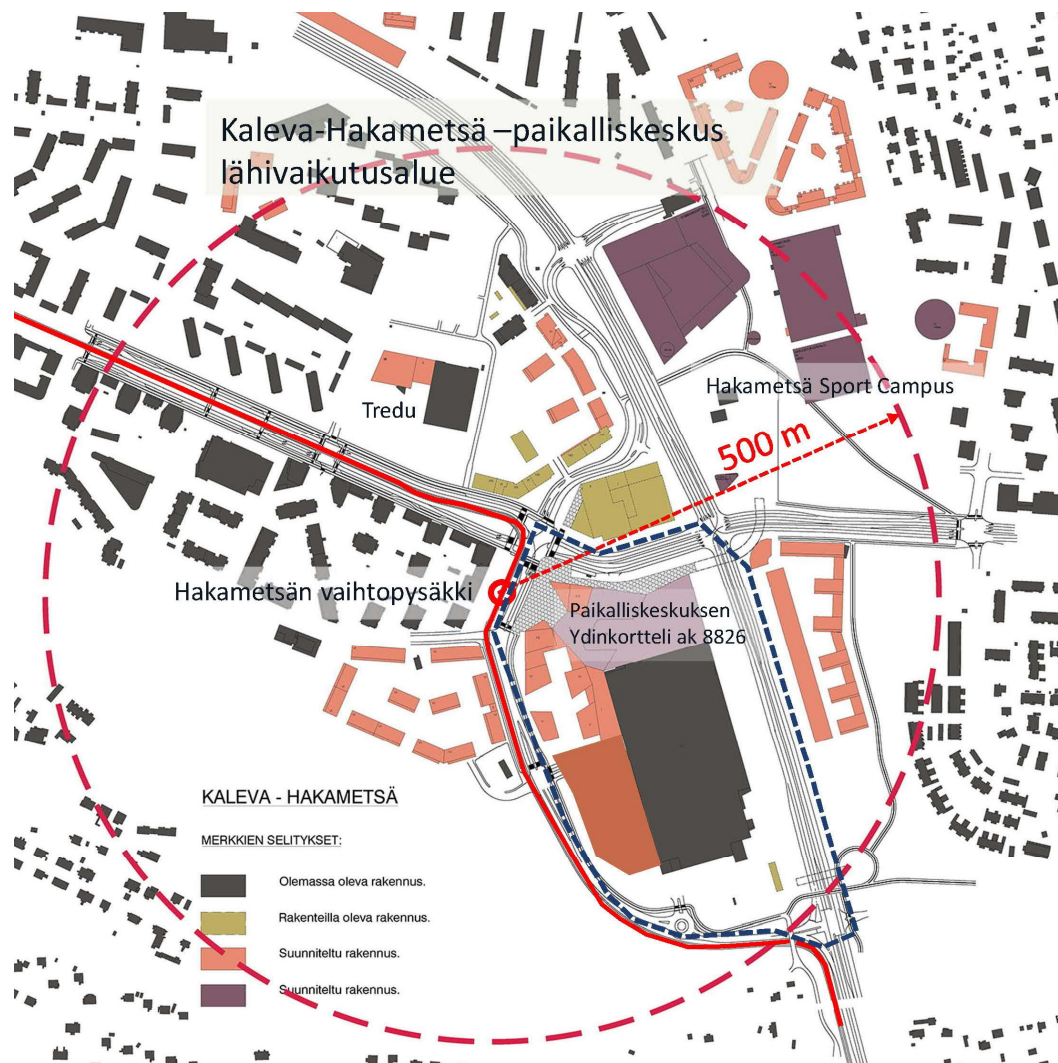 Kaleva-Hakametsä –paikalliskeskus
lähivaikutusalue
Hakametsä Sport Campus
Tredu
500 m
Hakametsän vaihtopysäkki
Paikalliskeskuksen
Ydinkortteli ak 8826
KALEVA - HAKAMETSÄ
MERKKIEN SELITYKSET:
Olemassa oleva rakennus.
Rakenteilla oleva rakennus.
Suunniteltu rakennus.
Suunniteltu rakennus.